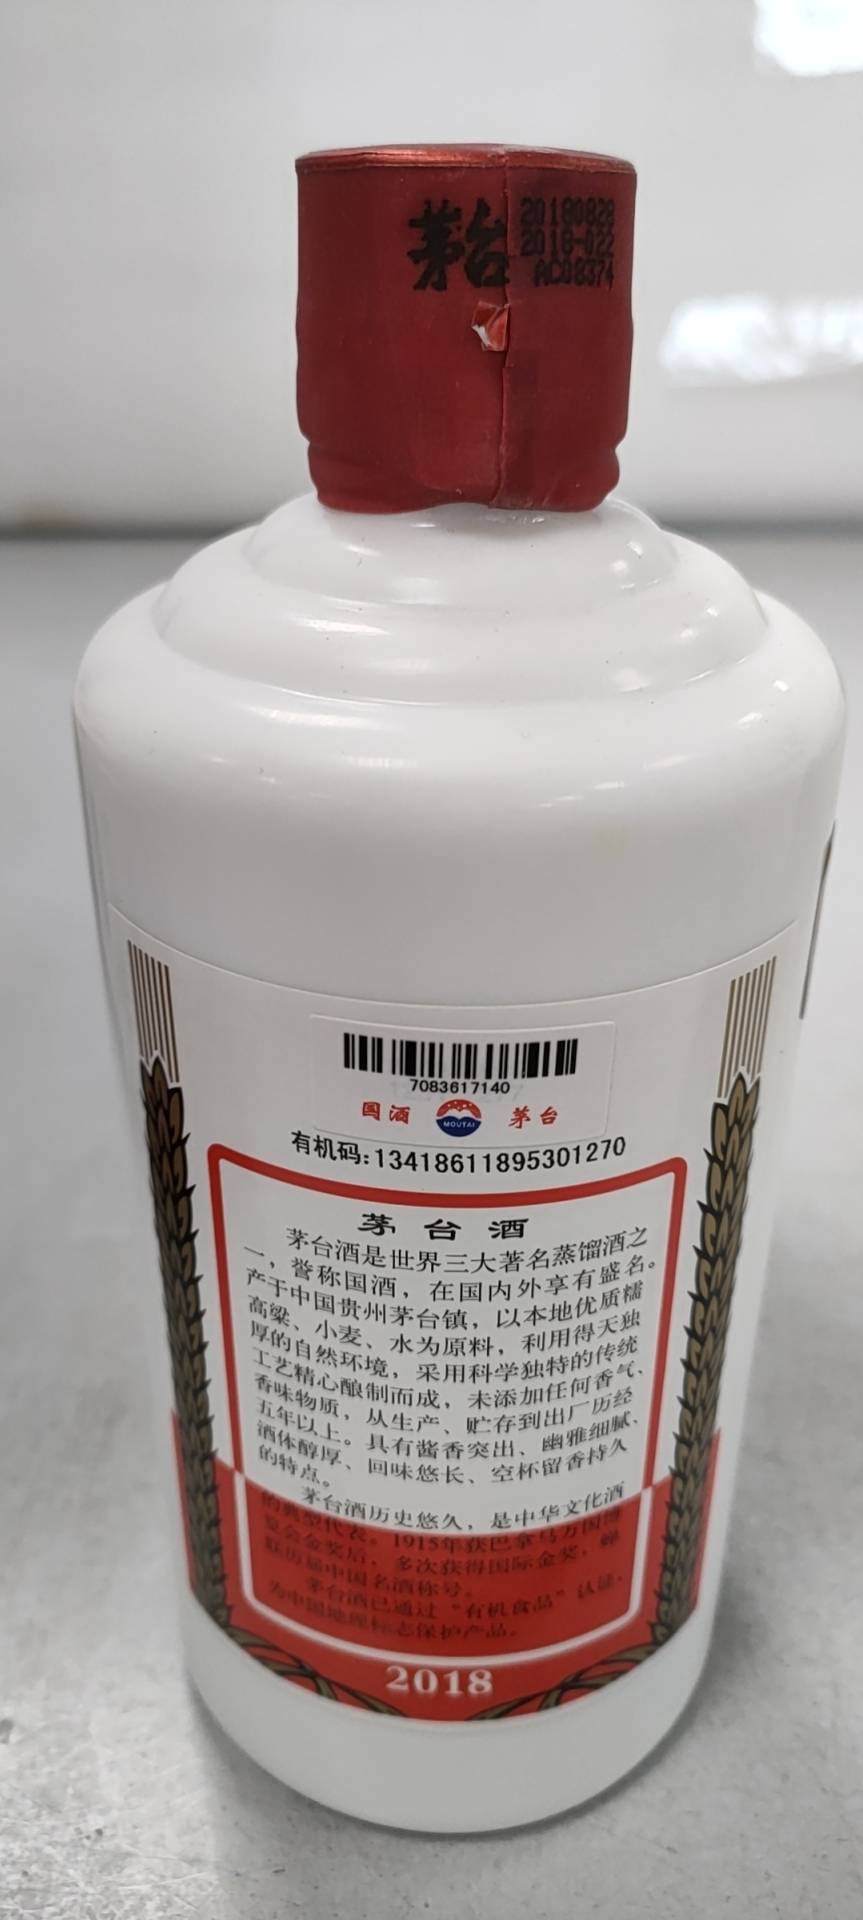 茅台
20180828
2018-022
AC08374
7083617140
国酒 MOUTAI 茅台
有机码:13418611895301270
茅台酒
茅台酒是世界三大著名蒸馏酒之
一，誉称国酒，在国内外享有盛名。
产于中国贵州茅台镇，以本地优质糯
高粱、小麦、水为原料，利用得天独
厚的自然环境，采用科学独特的传统
工艺精心酿制而成，未添加任何香气、
香味物质，从生产、贮存到出厂历经
五年以上。具有酱香突出、幽雅细腻、
酒体醇厚、回味悠长、空杯留香持久
的特点。
茅台酒历史悠久，是中华文化酒
的典型代表。1915年获巴拿马万国博
览会金奖后，多次获得国际金奖，蝉
联历届中国名酒称号。
茅台酒已通过“有机食品”认证，
为中国地理标志保护产品。
2018